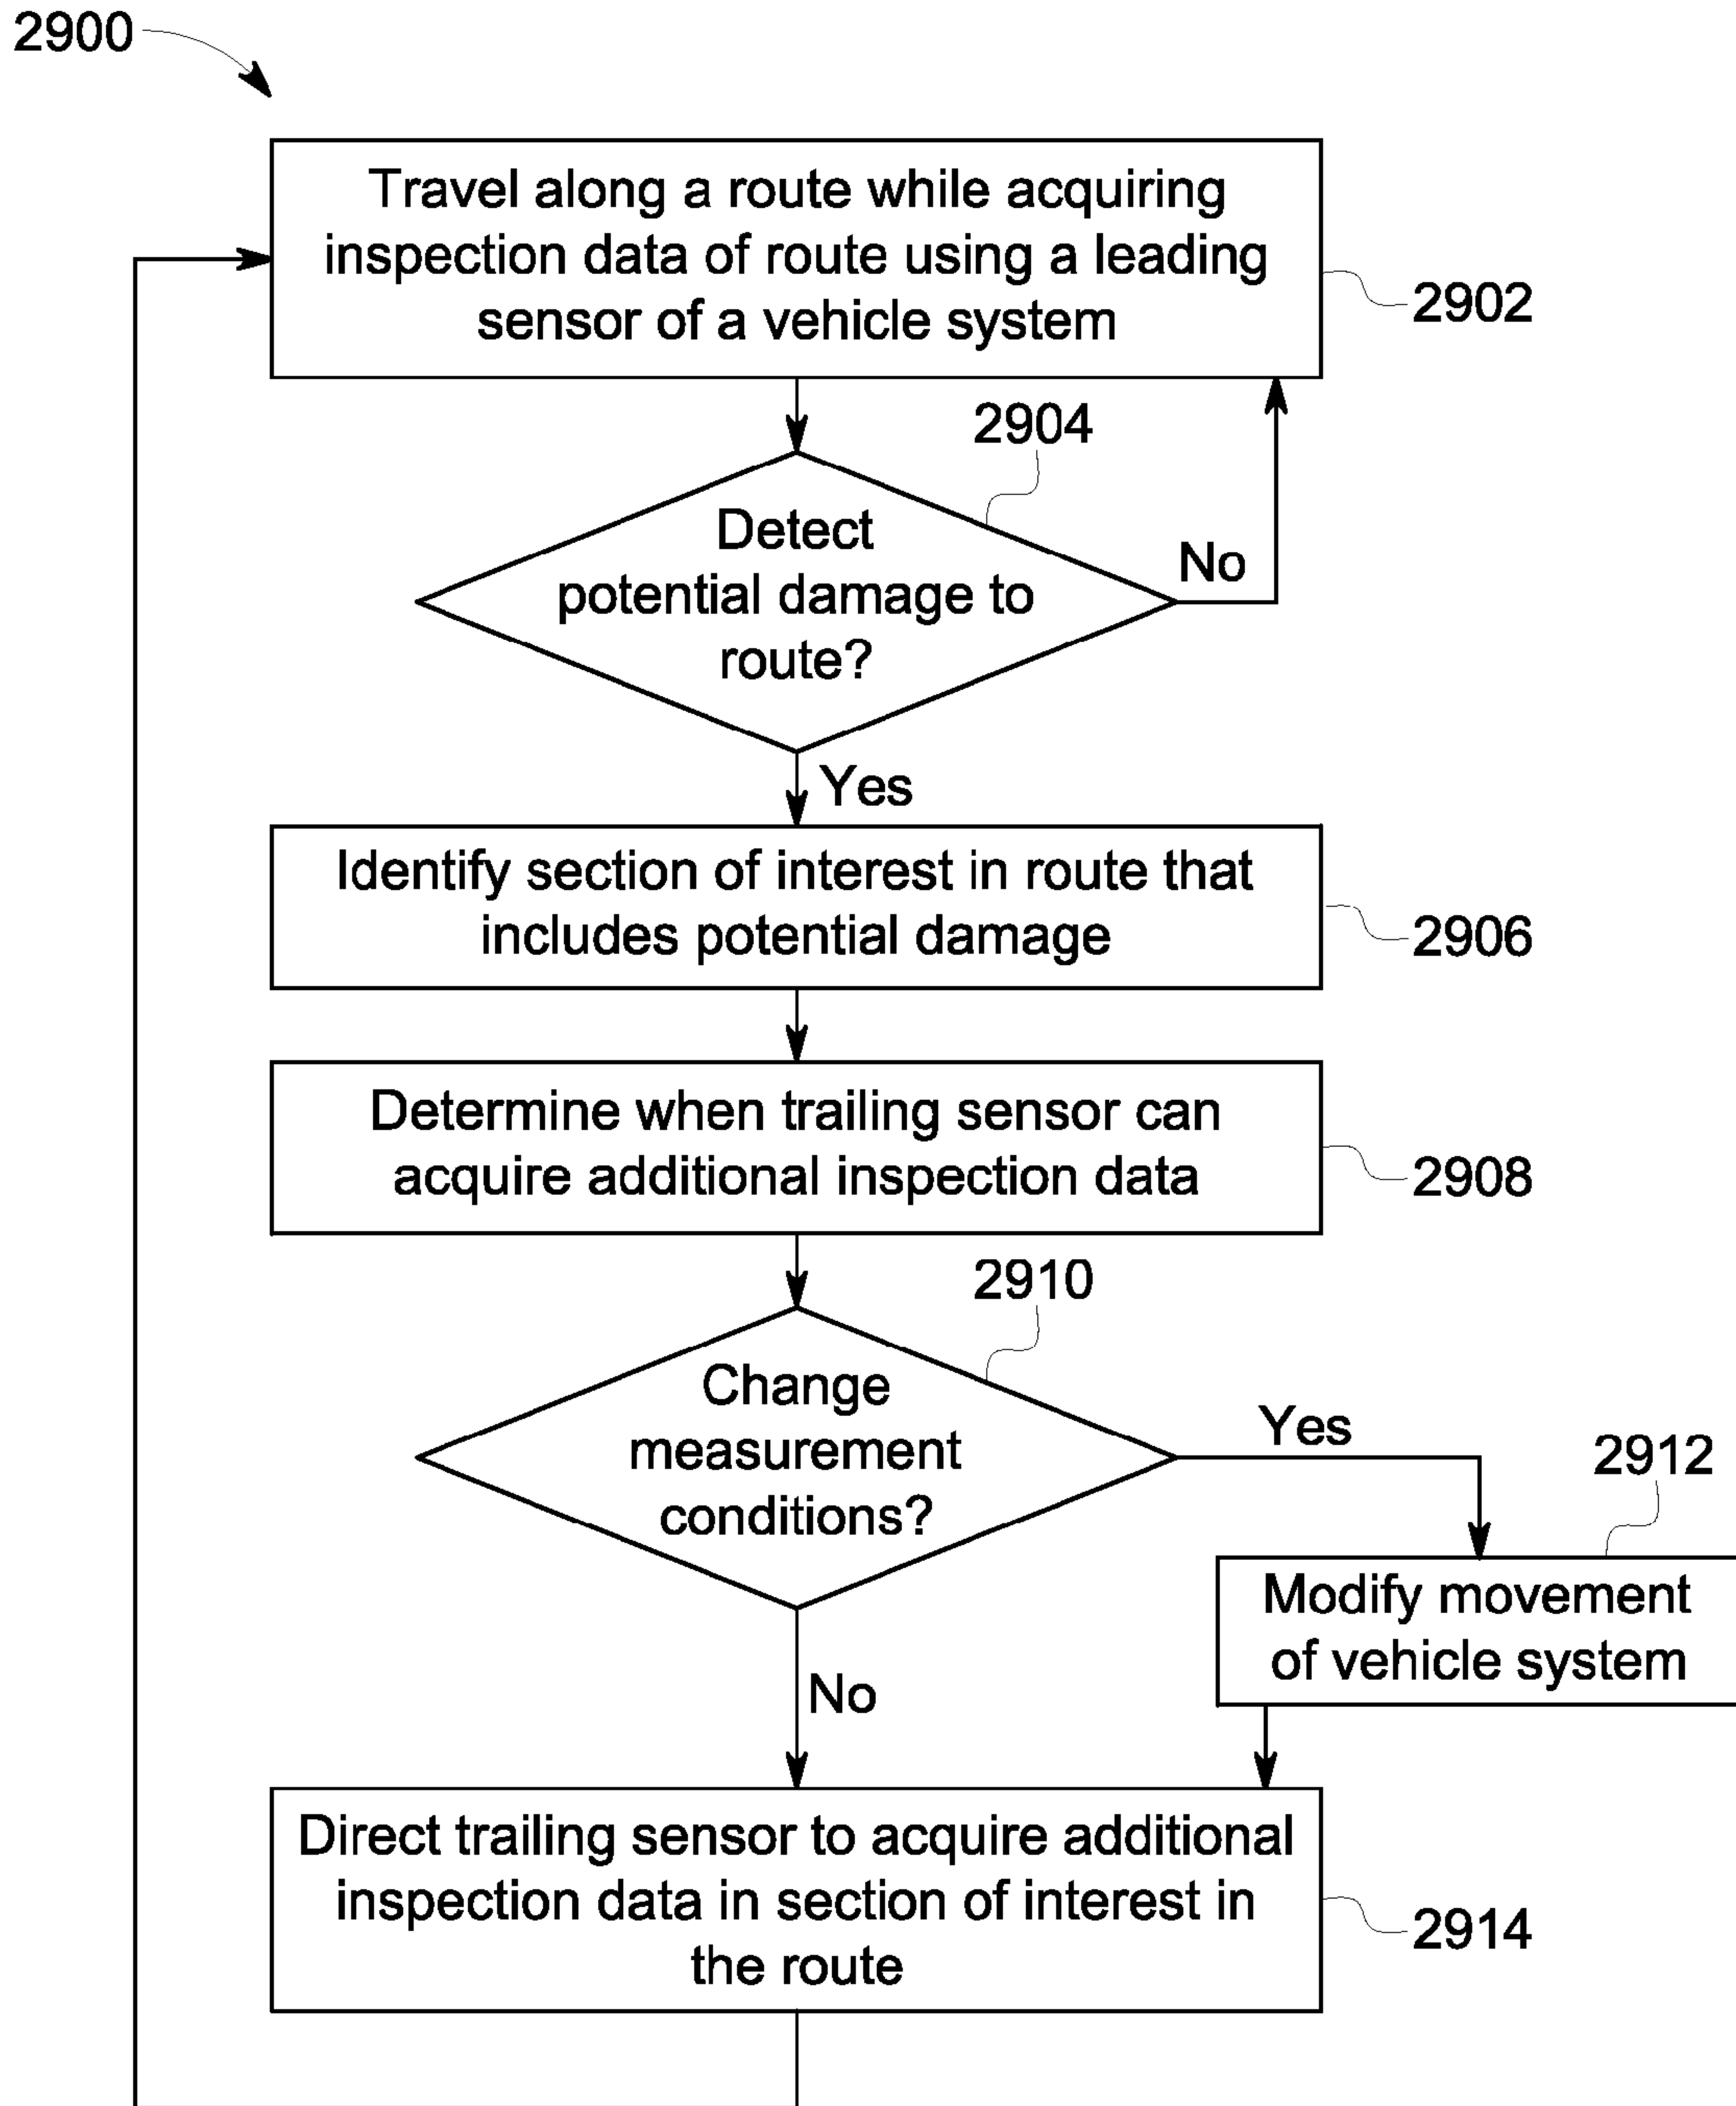 2900
Travel along a route while acquiring
inspection data of route using a leading
sensor of a vehicle system
2902
2904
Detect
potential damage to
route?
No
Yes
Identify section of interest in route that
includes potential damage
2906
Determine when trailing sensor can
acquire additional inspection data
2908
2910
Change
measurement
conditions?
Yes
2912
Modify movement
of vehicle system
No
Direct trailing sensor to acquire additional
inspection data in section of interest in
the route
2914